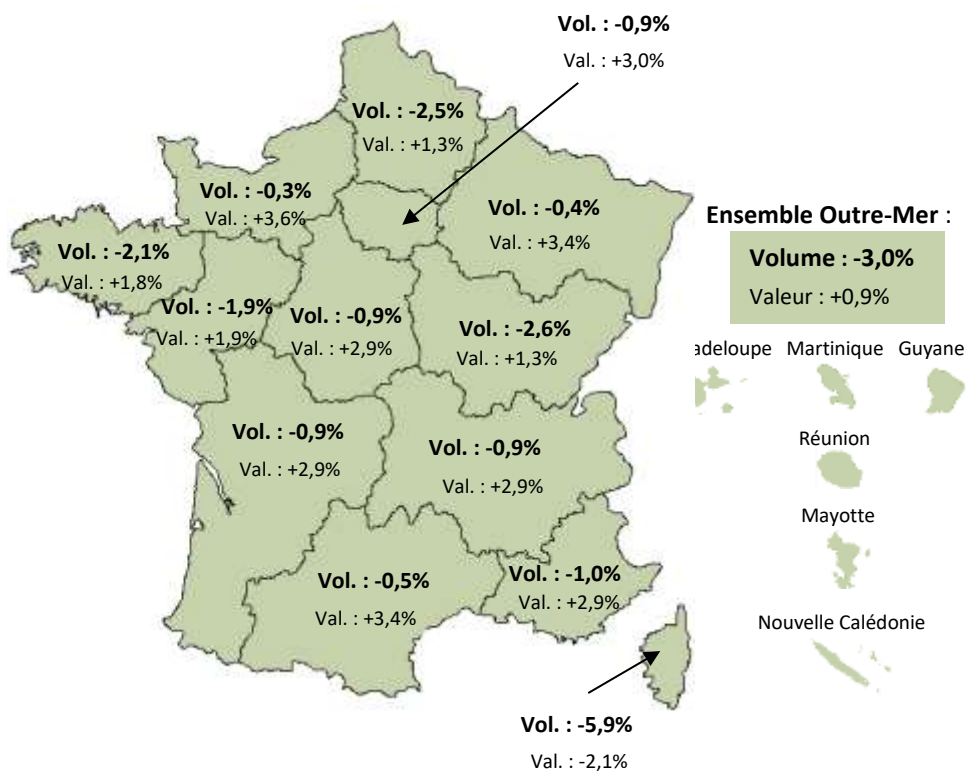 Vol. : -0,9%
Val. : +3,0%
Vol. : -2,5%
Val. : +1,3%
Vol. : -0,3%
Val. : +3,6%
Vol. : -0,4%
Val. : +3,4%
Vol. : -2,1%
Val. : +1,8%
Vol. : -1,9%
Val. : +1,9%
Vol. : -0,9%
Val. : +2,9%
Vol. : -2,6%
Val. : +1,3%
Vol. : -0,9%
Val. : +2,9%
Vol. : -0,9%
Val. : +2,9%
Vol. : -0,5%
Val. : +3,4%
Vol. : -1,0%
Val. : +2,9%
Vol. : -5,9%
Val. : -2,1%
Ensemble Outre-Mer :
Volume : -3,0%
Valeur : +0,9%
adeloupe Martinique Guyane
Réunion
Mayotte
Nouvelle Calédonie